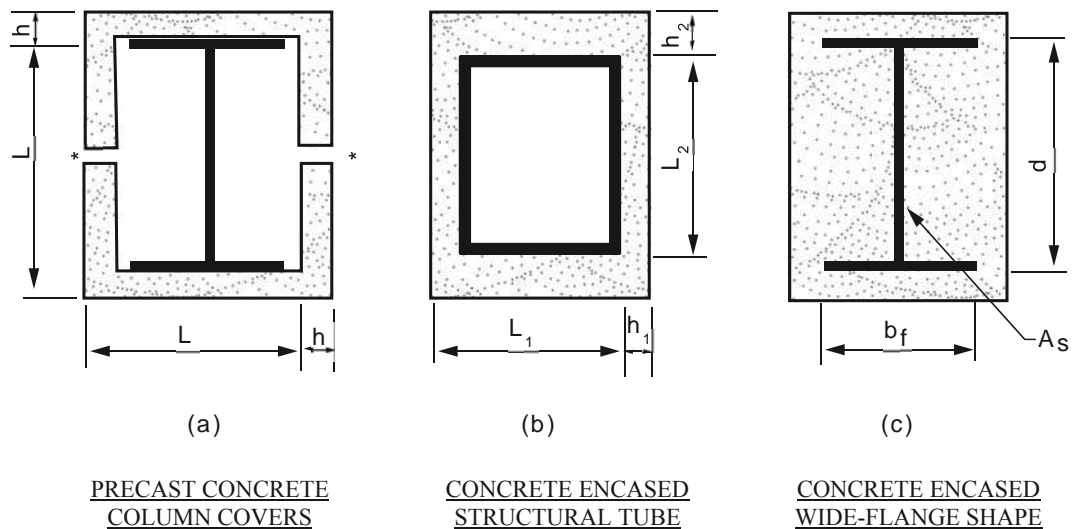 h
L
*
*
L
h
(a)
PRECAST CONCRETE
COLUMN COVERS
h2
L2
L1
h1
(b)
CONCRETE ENCASED
STRUCTURAL TUBE
d
bf
As
(c)
CONCRETE ENCASED
WIDE-FLANGE SHAPE